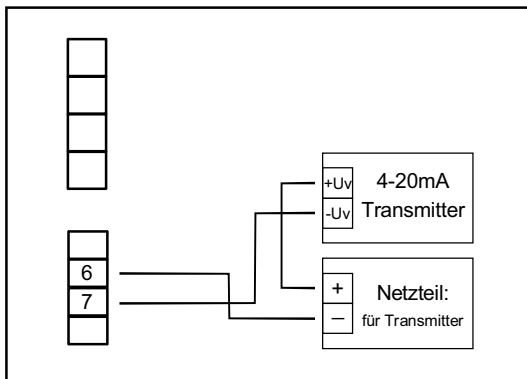 +Uv
-Uv
4-20mA
Transmitter
6
7
+
–
Netzteil:
für Transmitter